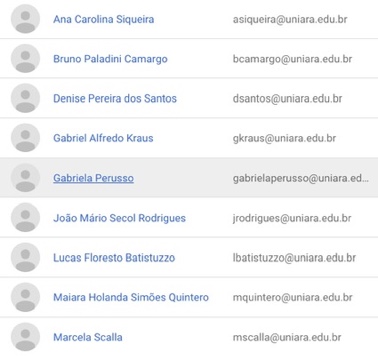 Ana Carolina Siqueira asiqueira@uniara.edu.br
Bruno Paladini Camargo bcamargo@uniara.edu.br
Denise Pereira dos Santos dsantos@uniara.edu.br
Gabriel Alfredo Kraus gkraus@uniara.edu.br
Gabriela Perusso gabrielaperusso@uniara.ed...
João Mário Secol Rodrigues jrodrigues@uniara.edu.br
Lucas Floresto Batistuzzo lbatistuzzo@uniara.edu.br
Maiara Holanda Simões Quintero mquintero@uniara.edu.br
Marcela Scalla mscalla@uniara.edu.br